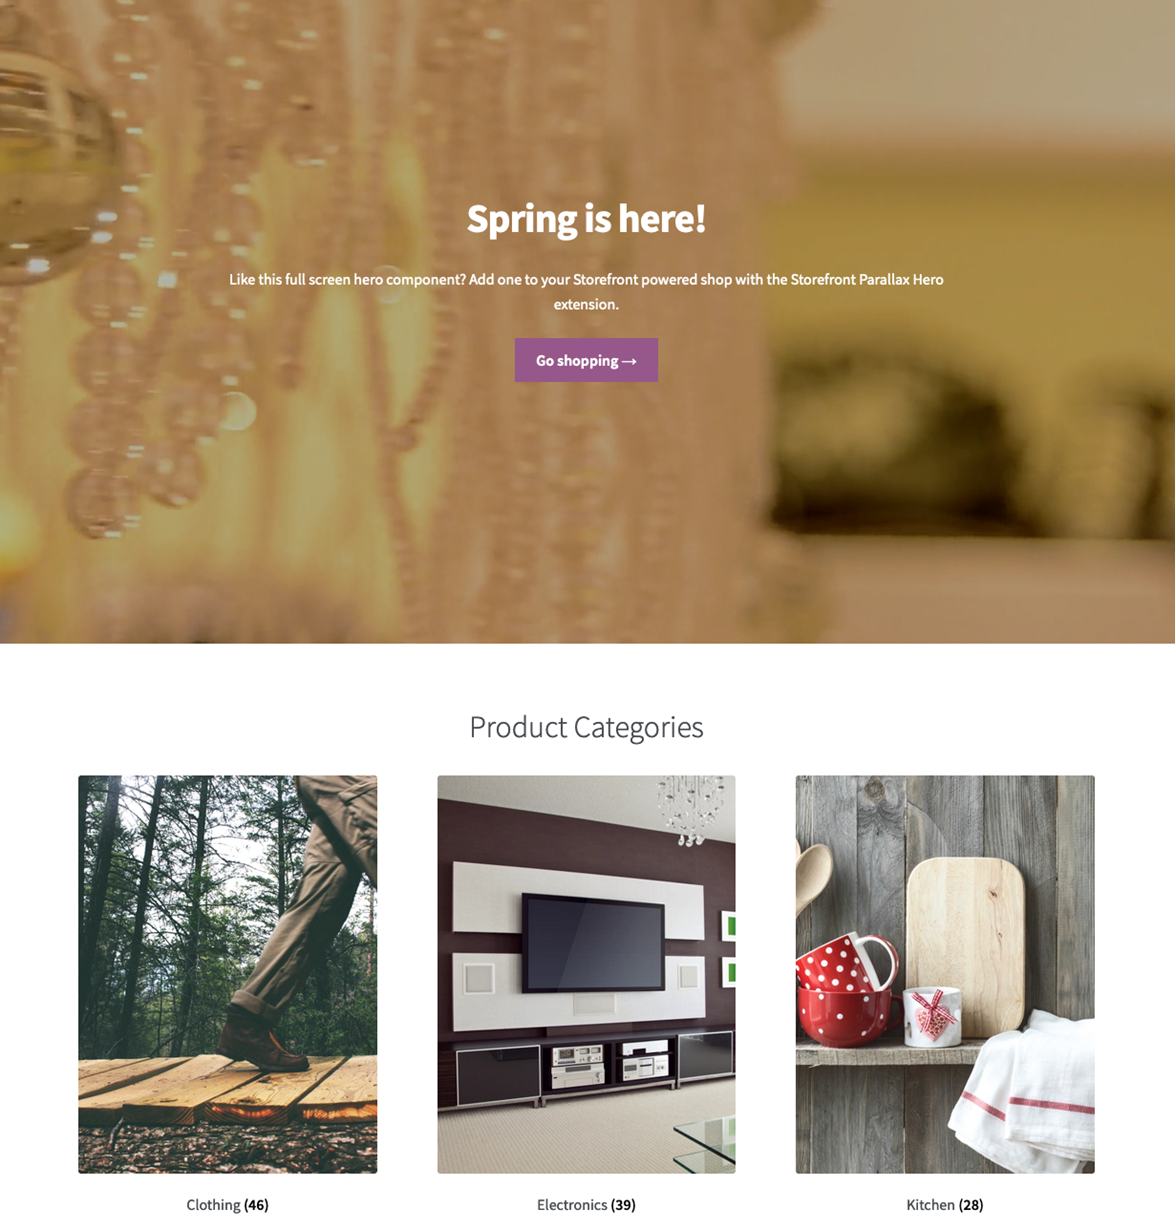 Spring is here!
Like this full screen hero component? Add one to your Storefront powered shop with the Storefront Parallax Hero
extension.
Go shopping →
Product Categories
Clothing (46)
Electronics (39)
Kitchen (28)